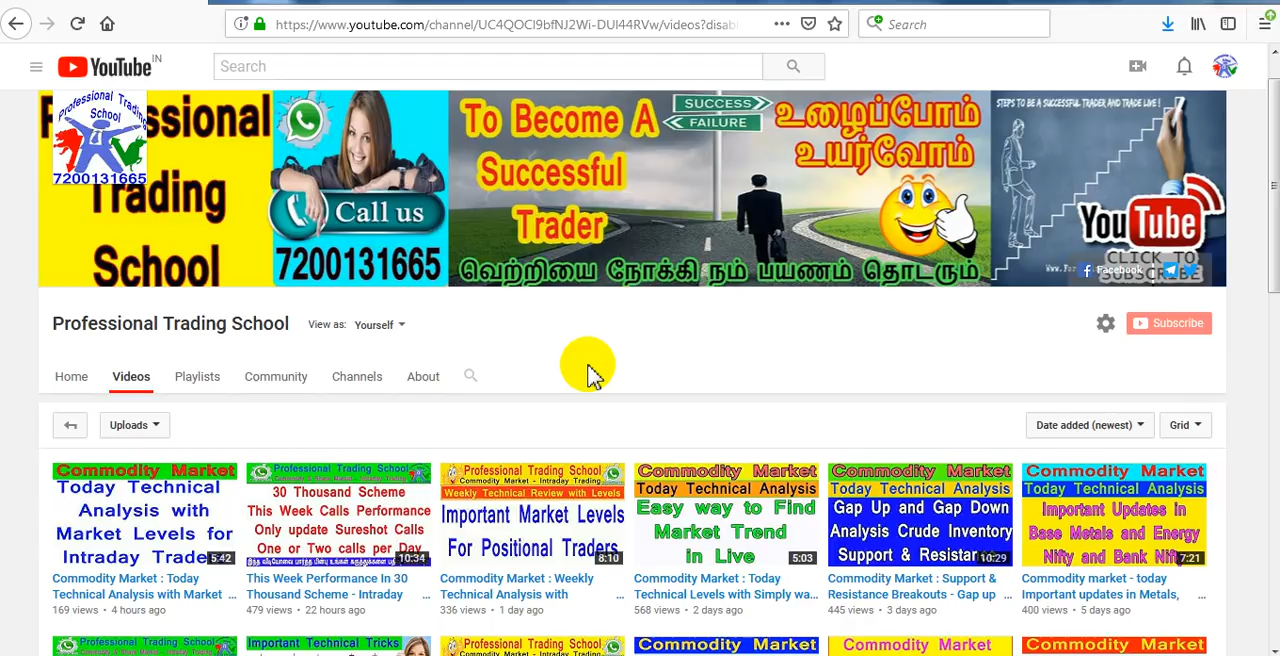 https://www.youtube.com/channel/UC4QOCl9bfNJ2Wi-DUl44RVw/videos?disab
Search
YouTube IN
Search
Professional Trading School
7200131665
Trading
School
Call us
7200131665
To Become A
Successful
Trader
SUCCESS
FAILURE
உழைப்போம்
உயர்வோம்
வெற்றியை நோக்கி நம் பயணம் தொடரும்
STEPS TO BE A SUCCESSFUL TRADER AND TRADE LIVE !
YouTube
CLICK TO
SUBSCRIBE
Facebook
Professional Trading School
View as: Yourself
Subscribe
Home
Videos
Playlists
Community
Channels
About
Uploads
Date added (newest)
Grid
Commodity Market
Today Technical
Analysis with
Market Levels for
Intraday Trade
5:42
Commodity Market : Today
Technical Analysis with Market ...
169 views • 4 hours ago
Professional Trading School
30 Thousand Scheme
This Week Calls Performance
Only update Sureshot Calls
One or Two calls per Day
10:34
This Week Performance In 30
Thousand Scheme - Intraday ...
479 views • 22 hours ago
Professional Trading School
Commodity Market - Intraday Trading
Weekly Technical Review with Levels
Important Market Levels
For Positional Traders
8:10
Commodity Market : Weekly
Technical Analysis with ...
336 views • 1 day ago
Commodity Market
Today Technical Analysis
Easy way to Find
Market Trend
in Live
5:03
Commodity Market : Today
Technical Levels with Simply wa...
568 views • 2 days ago
Commodity Market
Today Technical Analysis
Gap Up and Gap Down
Analysis Crude Inventory
Support & Resistan
10:29
Commodity Market : Support &
Resistance Breakouts - Gap up ...
445 views • 3 days ago
Commodity Market
Today Technical Analysis
Important Updates in
Base Metals and Energy
Nifty and Bank Nift
7:21
Commodity market - today
Important updates in Metals, ...
400 views • 5 days ago
Professional Trading School
Important Technical Tricks
Professional Trading School
Commodity Market
Commodity Market
Commodity Market